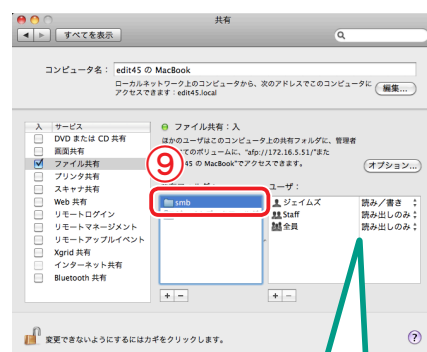 共有
すべてを表示
コンピュータ名：
edit45 の MacBook
ローカルネットワーク上のコンピュータから、次のアドレスでこのコンピュータに
アクセスできます：edit45.local
編集...
入 サービス
DVD または CD 共有
画面共有
ファイル共有
プリンタ共有
スキャナ共有
Web 共有
リモートログイン
リモートマネージメント
リモートアップルイベント
Xgrid 共有
インターネット共有
Bluetooth 共有
ファイル共有：入
ほかのユーザはこのコンピュータ上の共有フォルダに、管理者
てのボリュームに、"afp://172.16.5.51/"また
45 の MacBook"でアクセスできます。
オプション...
⑨
smb
ユーザ：
ジェイムズ 読み／書き
Staff 読み出しのみ
全員 読み出しのみ
+ −
+ −
変更できないようにするにはカギをクリックします。
?